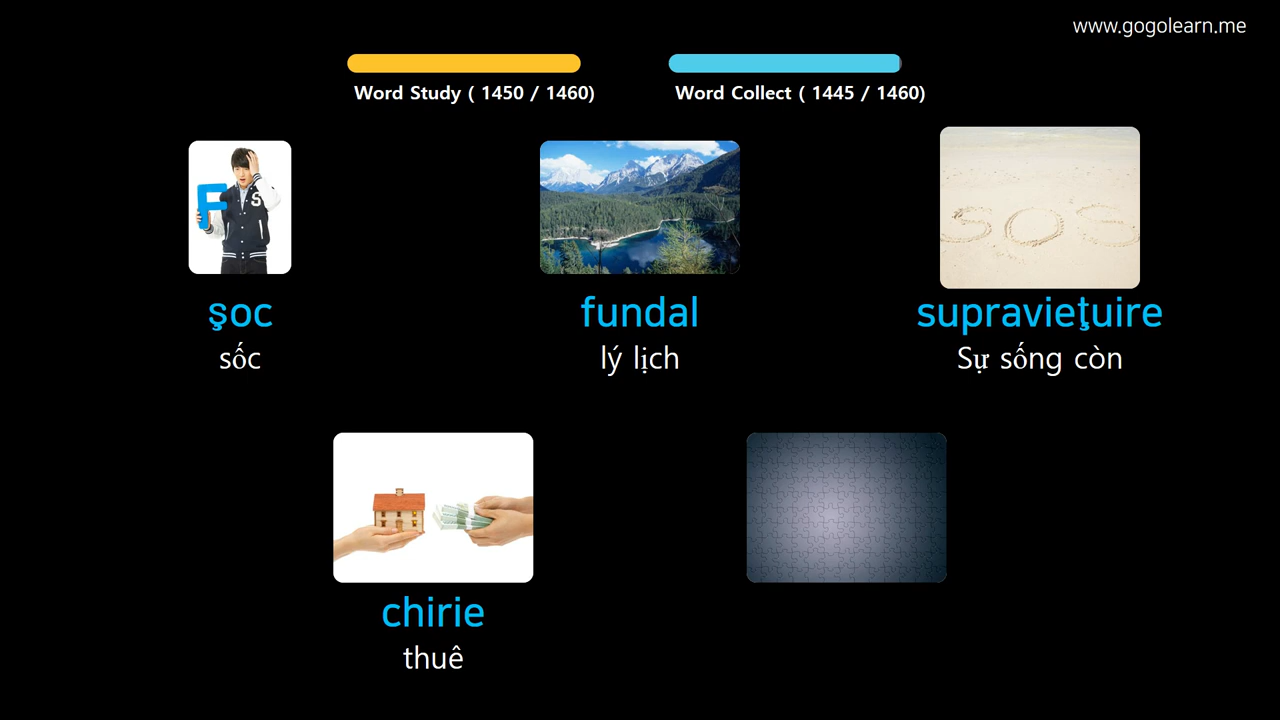 www.gogolearn.me
Word Study ( 1450 / 1460)
Word Collect ( 1445 / 1460)
F
S
SOS
şoc
fundal
supravieţuire
sốc
lý lịch
Sự sống còn
chirie
thuê